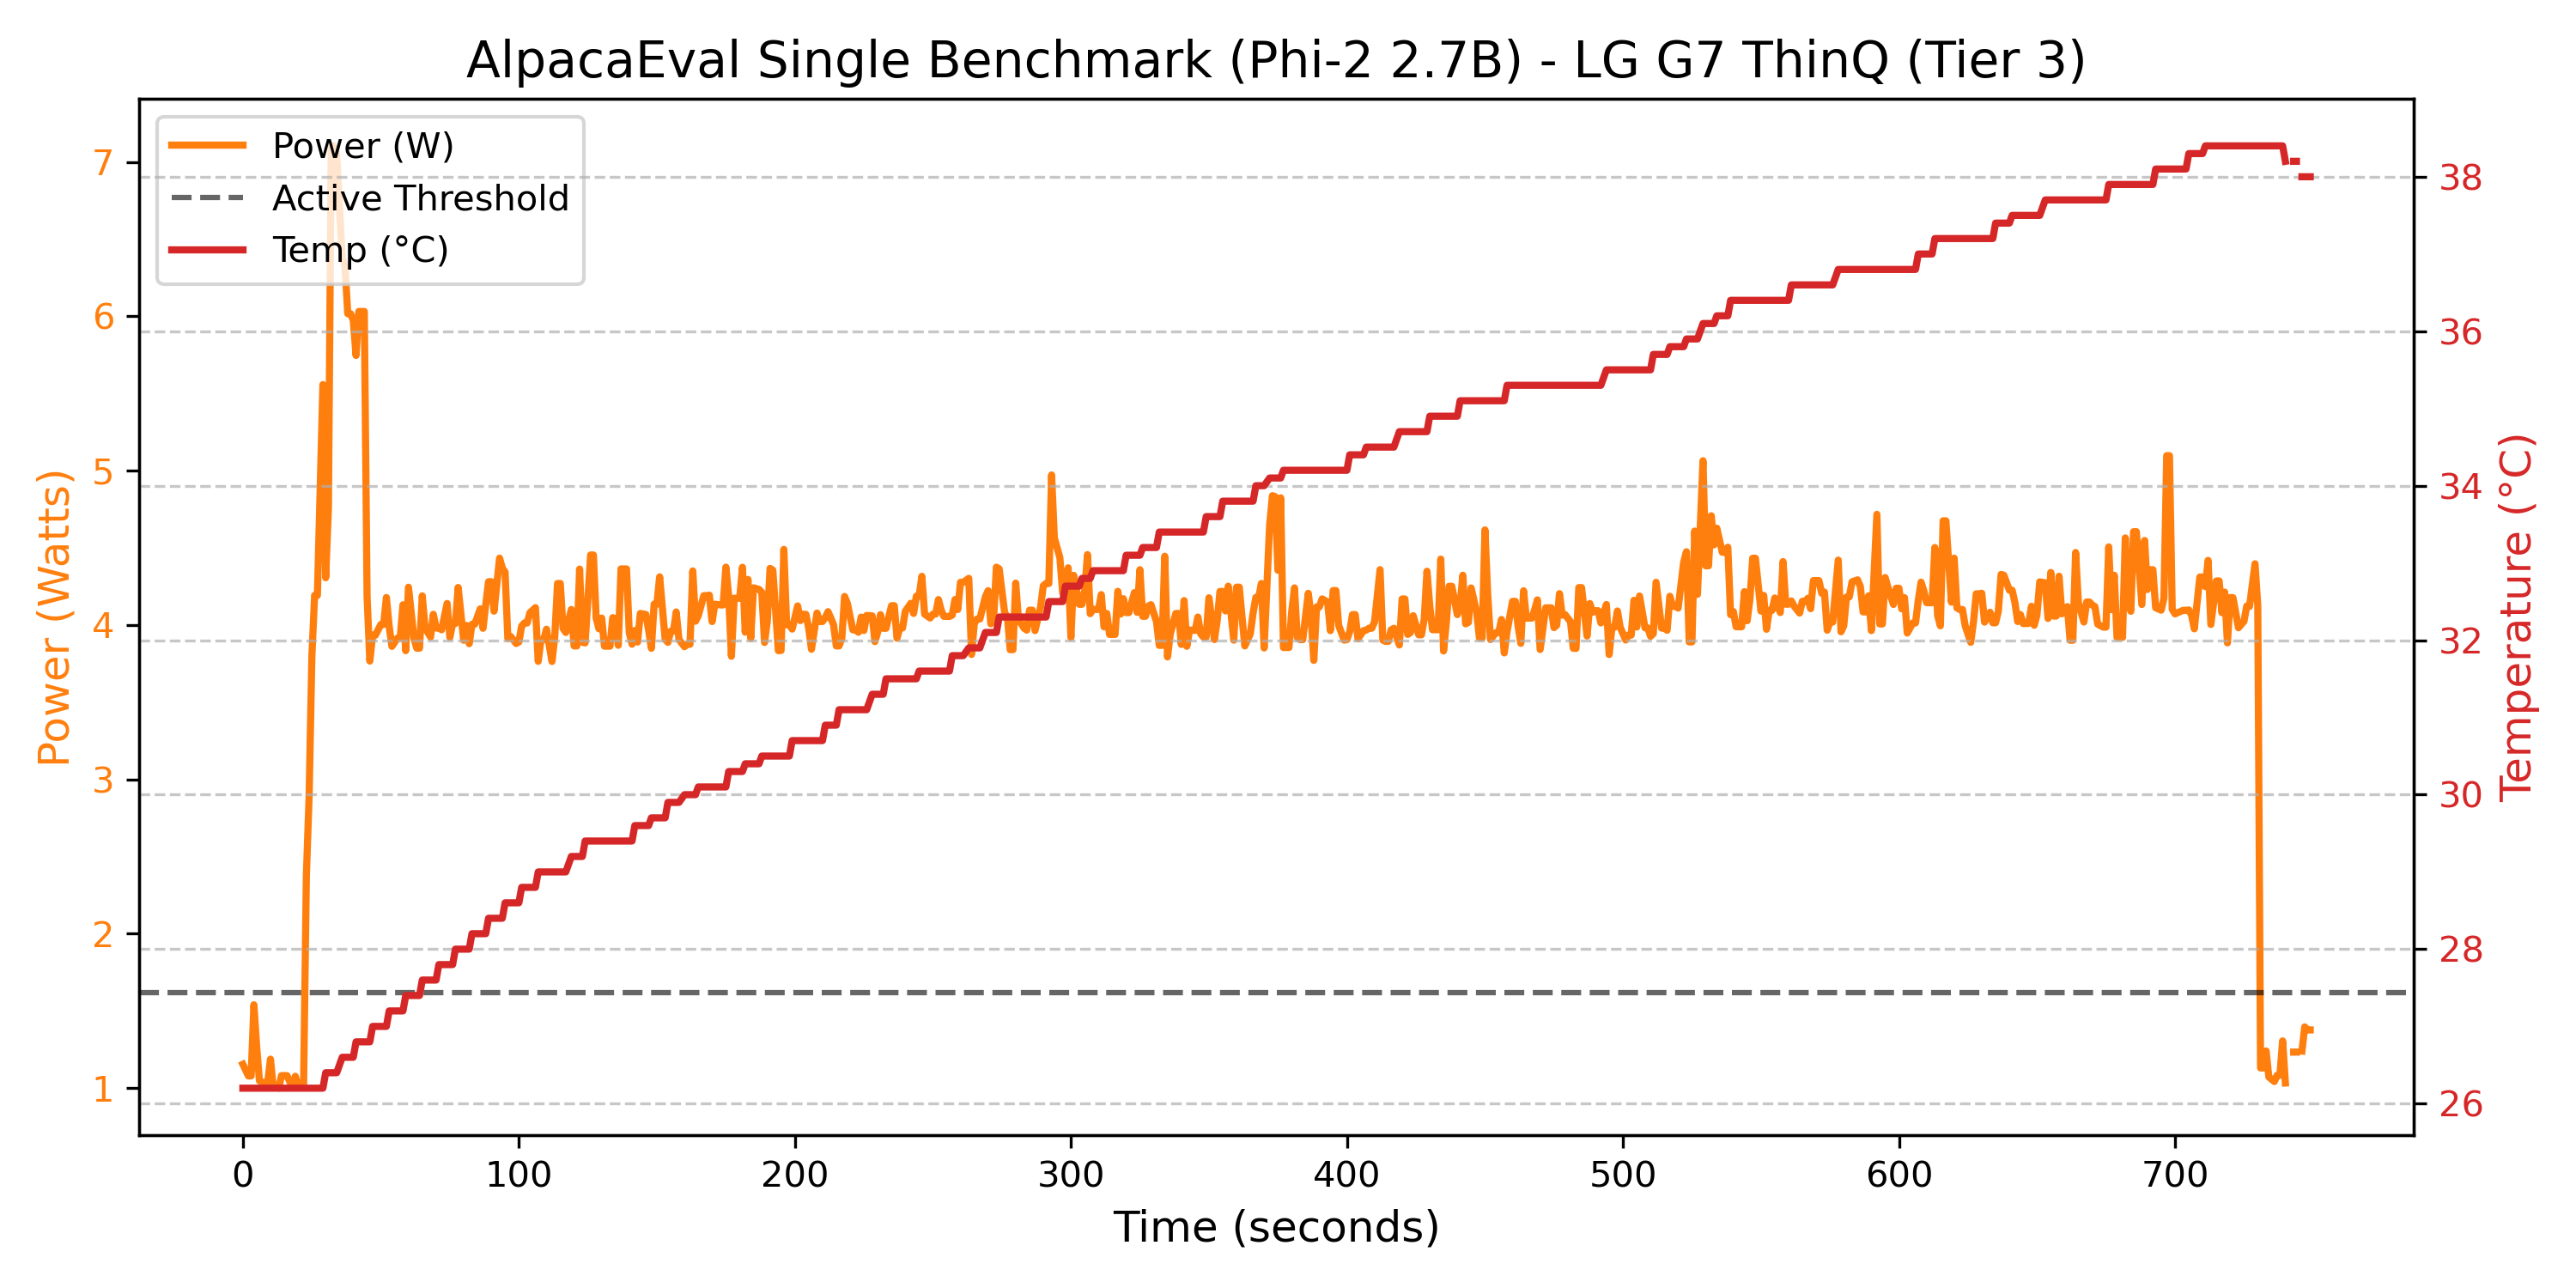 AlpacaEval Single Benchmark (Phi-2 2.7B) - LG G7 ThinQ (Tier 3)
Power (W)
Active Threshold
Temp (°C)
Power (Watts)
7
6
5
4
3
2
1
38
36
34
32
30
28
26
Temperature (°C)
0 100 200 300 400 500 600 700
Time (seconds)